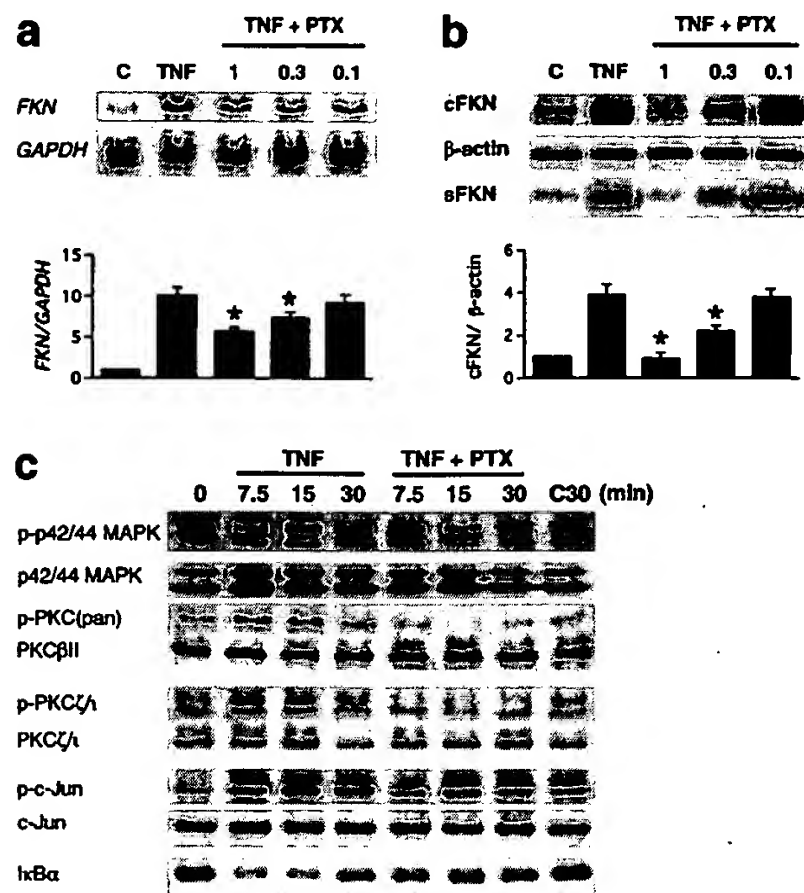 a
TNF + PTX
C TNF 1 0.3 0.1
FKN
GAPDH
FKN/GAPDH
15
10
5
0
* *
b
TNF + PTX
C TNF 1 0.3 0.1
cFKN
β-actin
sFKN
cFKN/ β-actin
6
4
2
0
* *
c
TNF TNF + PTX
0 7.5 15 30 7.5 15 30 C30 (min)
p-p42/44 MAPK
p42/44 MAPK
p-PKC(pan)
PKCβII
p-PKCζ/ι
PKCζ/ι
p-c-Jun
c-Jun
IκBα